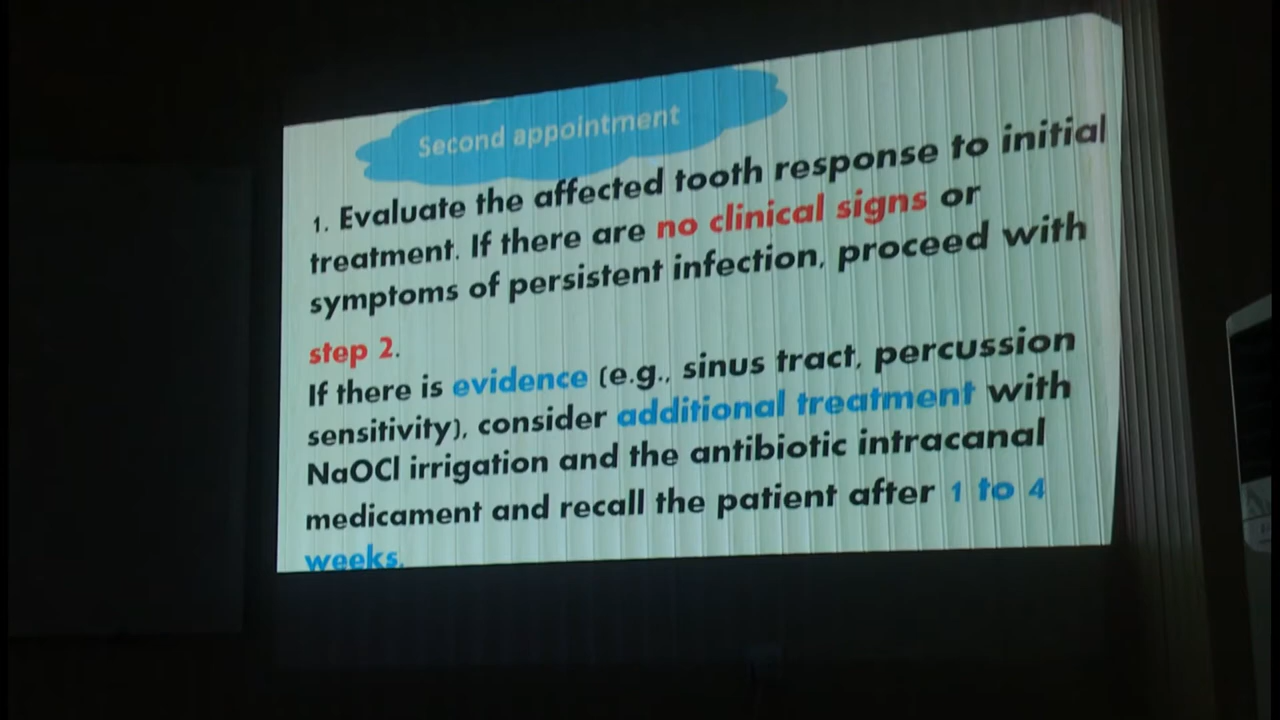 Second appointment
1. Evaluate the affected tooth response to initial
treatment. If there are no clinical signs or
symptoms of persistent infection, proceed with
step 2.
If there is evidence (e.g., sinus tract, percussion
sensitivity), consider additional treatment with
NaOCl irrigation and the antibiotic intracanal
medicament and recall the patient after 1 to 4
weeks.